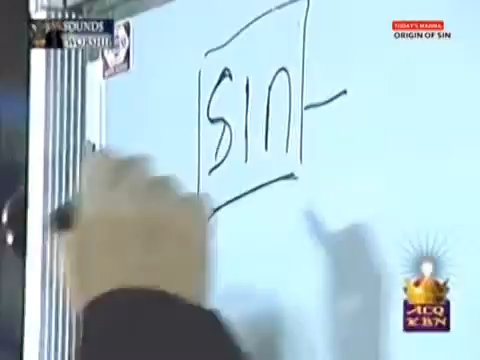 SOUNDS
WORSHIP
TODAY'S MANNA
ORIGIN OF SIN
SIN-
ACQ
KBN